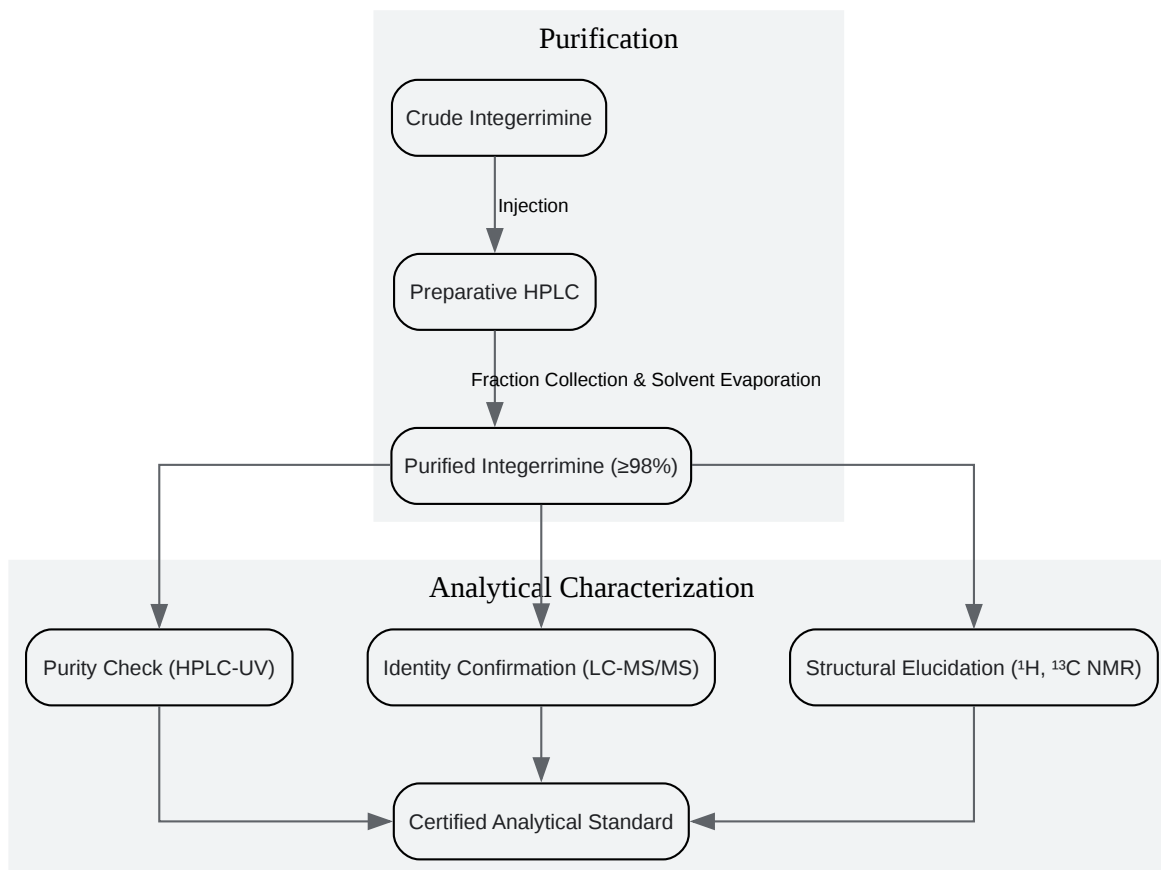 Purification
Crude Integerrimine
Injection
Preparative HPLC
Fraction Collection & Solvent Evaporation
Purified Integerrimine (≥98%)
Analytical Characterization
Purity Check (HPLC-UV)
Identity Confirmation (LC-MS/MS)
Structural Elucidation (¹H, ¹³C NMR)
Certified Analytical Standard